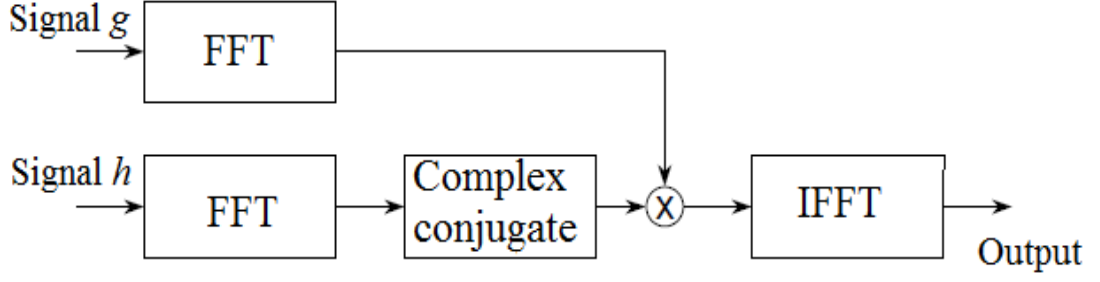 Signal g
FFT
Signal h
FFT
Complex
conjugate
X
IFFT
Output